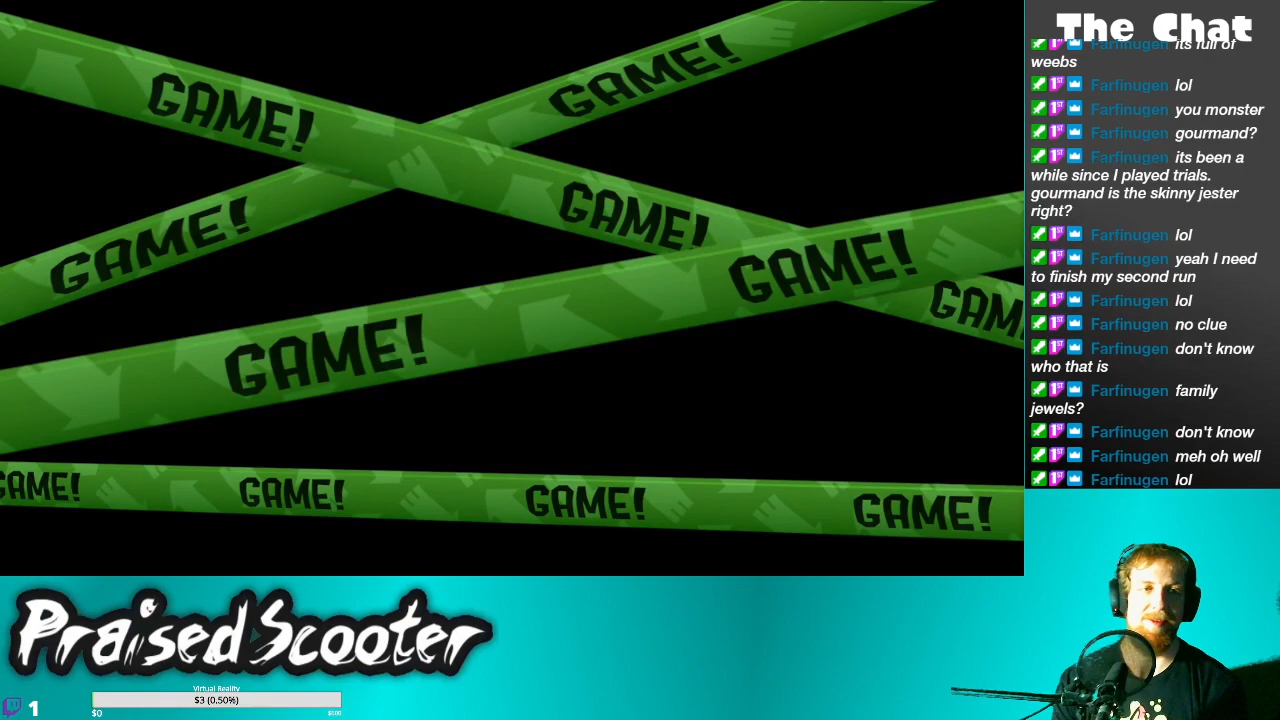 GAME!
GAME!
GAME!
GAME!
GAME!
GAM
GAME!
GAME!
GAME!
GAME!
GAME!
The Chat
Farfinugen its full of
weebs
Farfinugen lol
Farfinugen you monster
Farfinugen gourmand?
Farfinugen its been a
while since I played trials.
gourmand is the skinny jester
right?
Farfinugen lol
Farfinugen yeah I need
to finish my second run
Farfinugen lol
Farfinugen no clue
Farfinugen don't know
who that is
Farfinugen family
jewels?
Farfinugen don't know
Farfinugen meh oh well
Farfinugen lol
PraisedScooter
Virtual Reality
$3 (0.50%)
1
$0